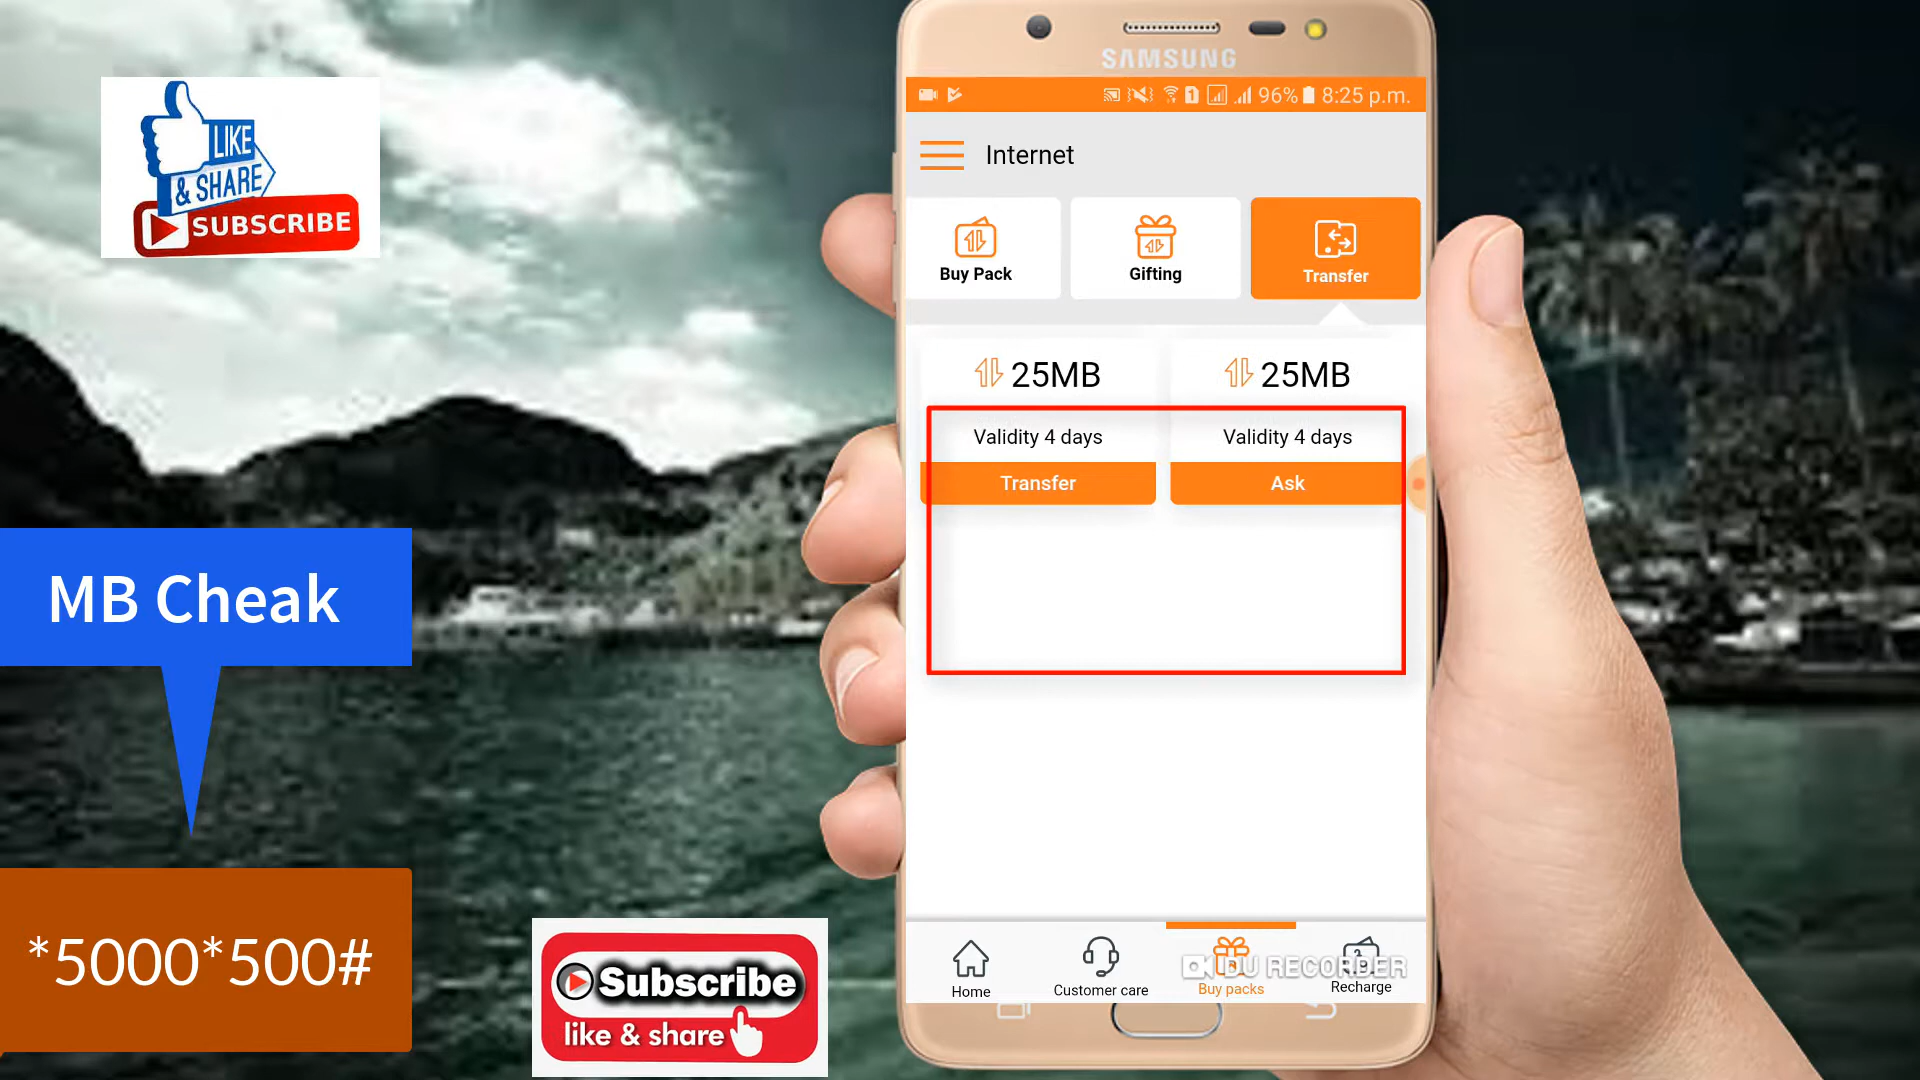 LIKE
& SHARE
SUBSCRIBE
MB Cheak
*5000*500#
Subscribe
like & share
SAMSUNG
1
96%
8:25 p.m.
Internet
Buy Pack
Gifting
Transfer
25MB
25MB
Validity 4 days
Validity 4 days
Transfer
Ask
DU RECORDER
Home
Customer care
Buy packs
Recharge